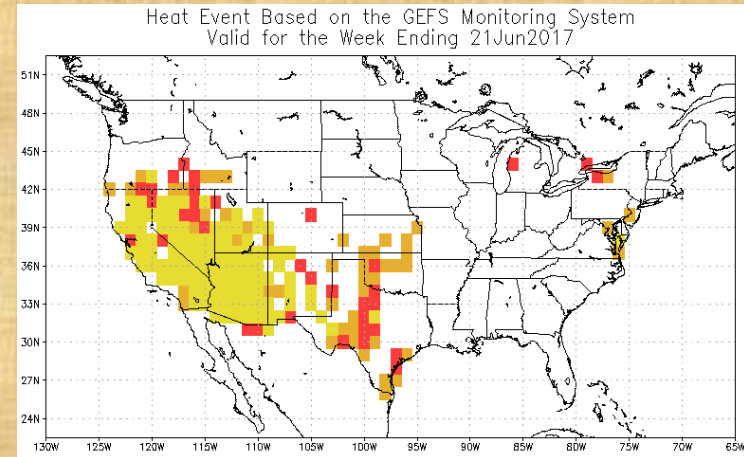 Heat Event Based on the GEFS Monitoring System
Valid for the Week Ending 21Jun2017
51N
48N
45N
42N
39N
36N
33N
30N
27N
24N
130W 125W 120W 115W 110W 105W 100W 95W 90W 85W 80W 75W 70W 65W